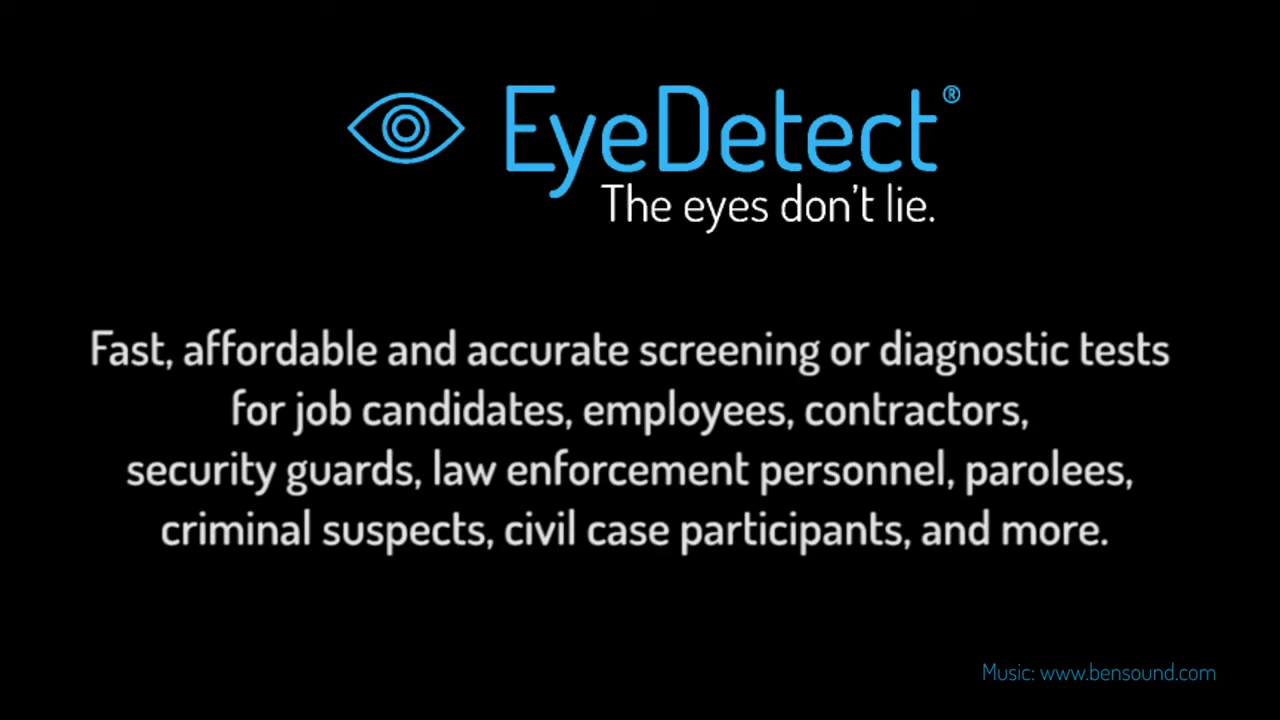 EyeDetect®
The eyes don't lie.
Fast, affordable and accurate screening or diagnostic tests
for job candidates, employees, contractors,
security guards, law enforcement personnel, parolees,
criminal suspects, civil case participants, and more.
Music: www.bensound.com